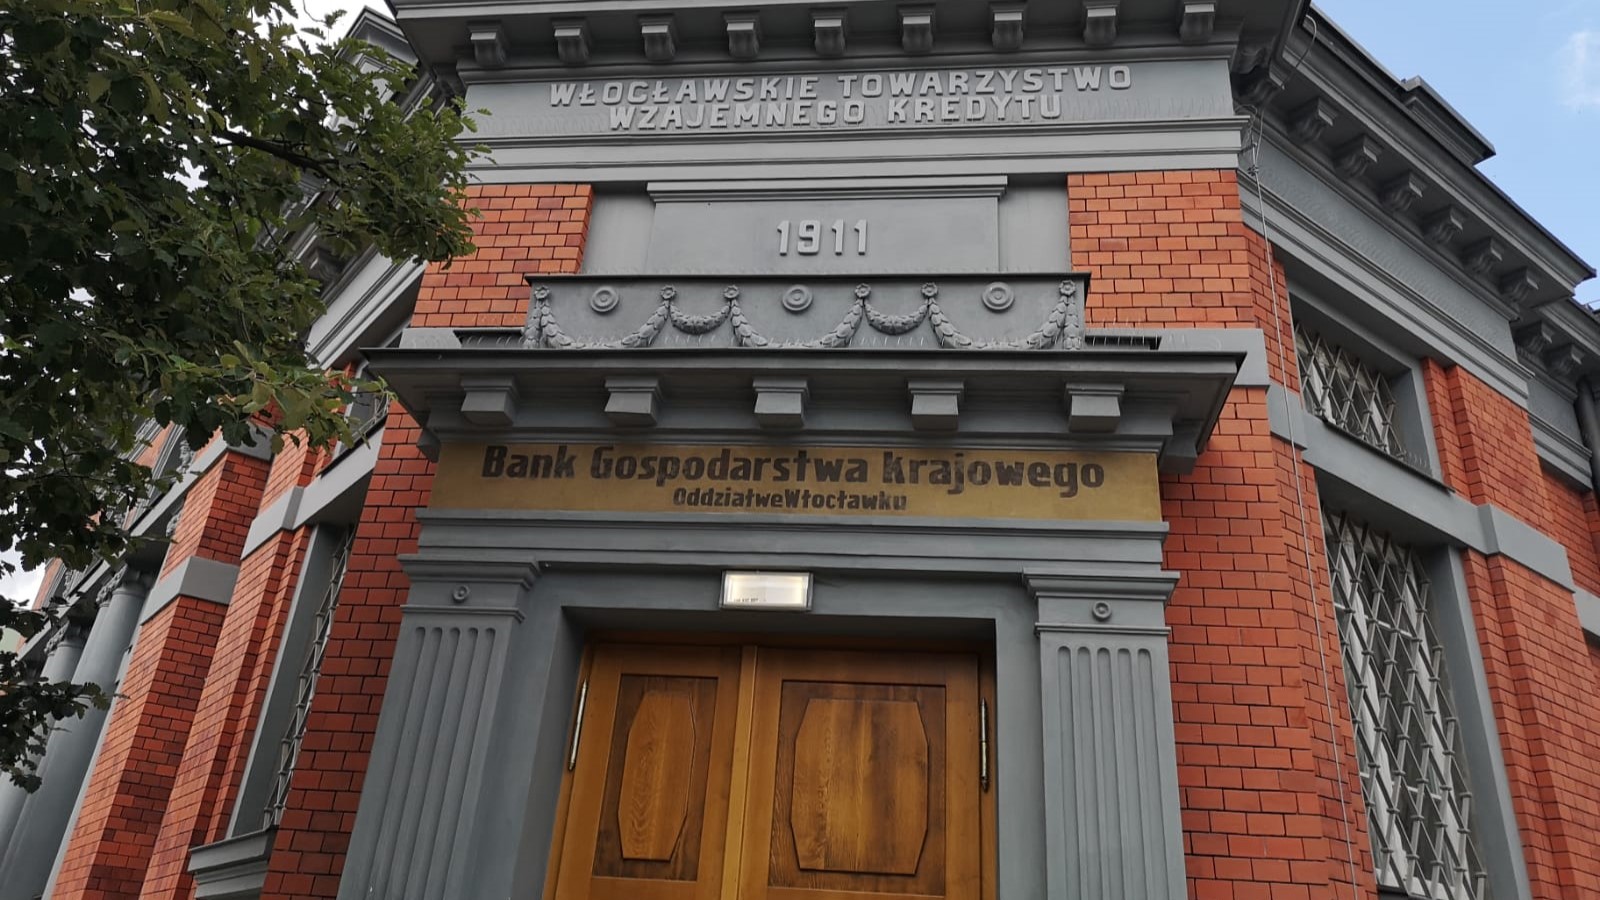 WŁOCŁAWSKIE TOWARZYSTWO
WZAJEMNEGO KREDYTU
1911
Bank Gospodarstwa Krajowego
OddziałweWłocławku